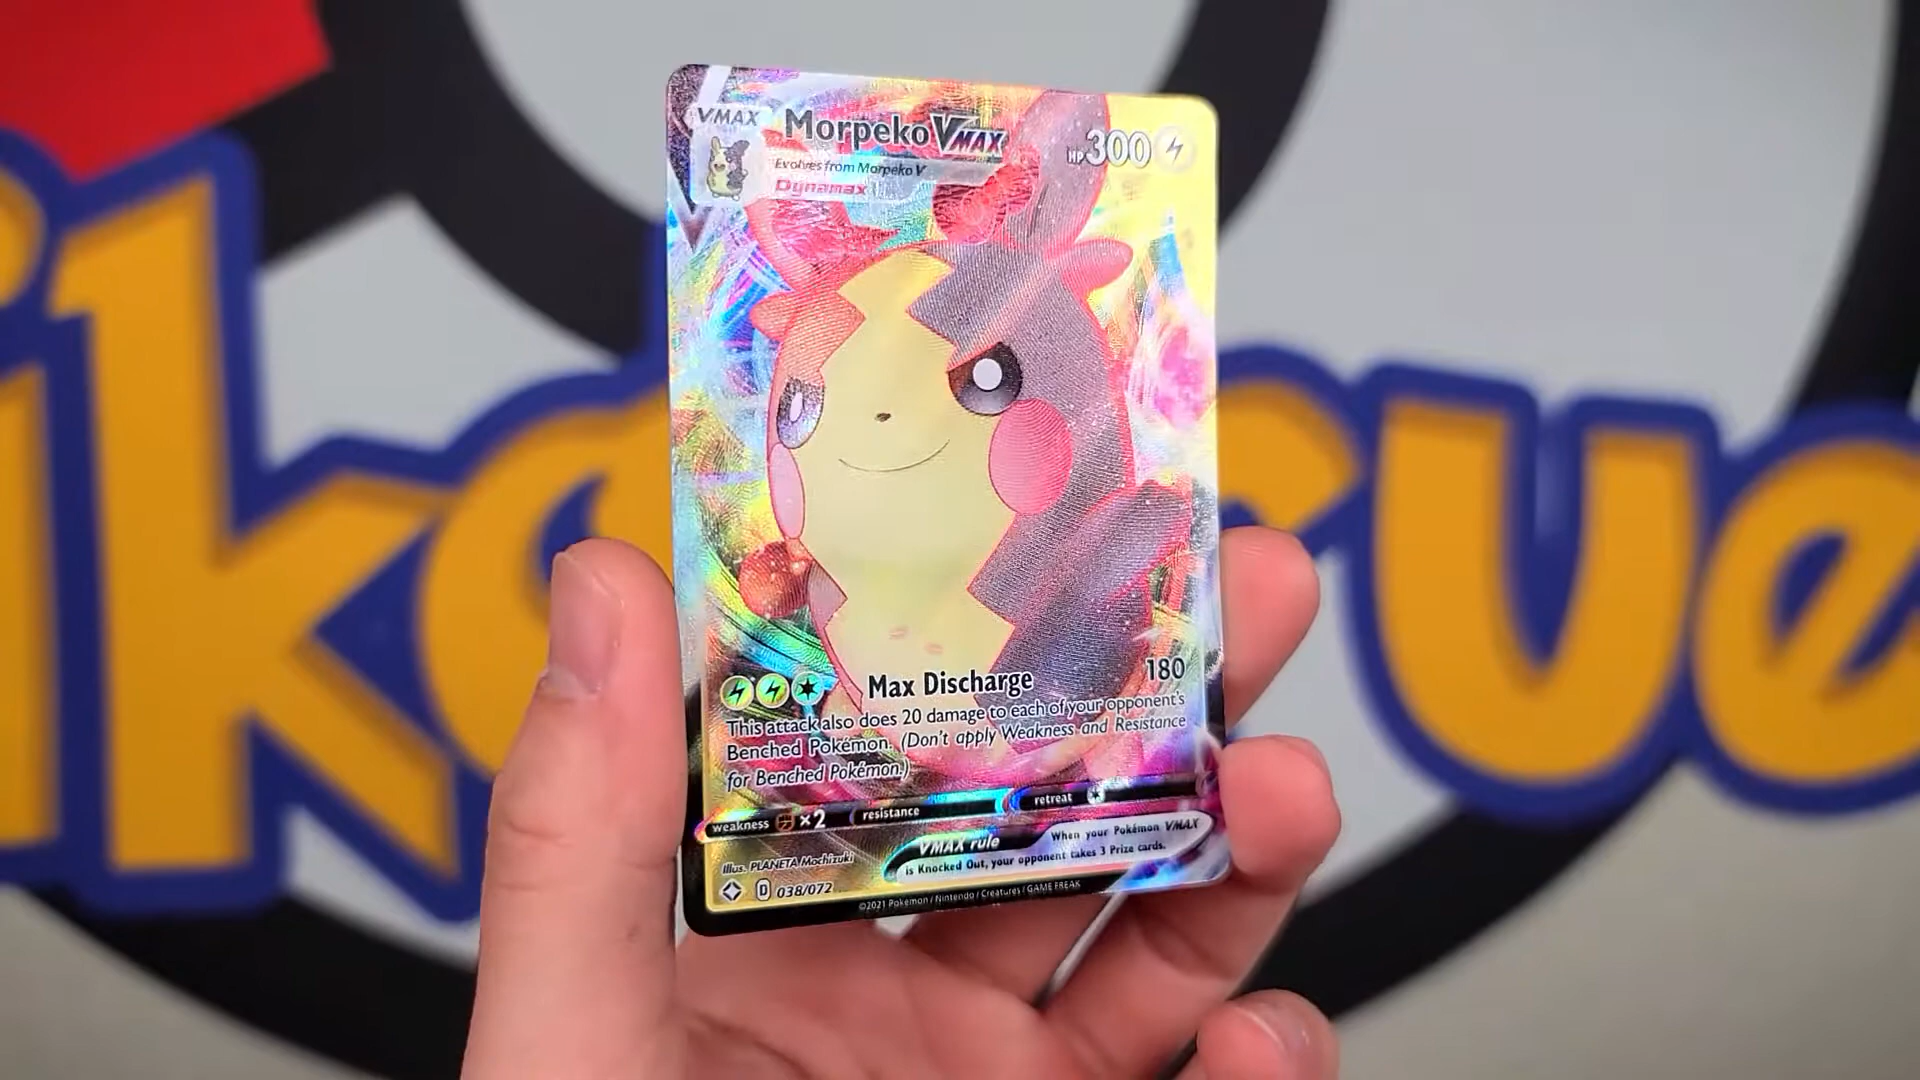 VMAX
Morpeko VMAX
HP 300
Evolves from Morpeko V
Dynamax
Max Discharge 180
This attack also does 20 damage to each of your opponent's
Benched Pokémon. (Don't apply Weakness and Resistance
for Benched Pokémon.)
weakness ×2 resistance retreat
VMAX rule When your Pokémon VMAX
is Knocked Out, your opponent takes 3 Prize cards.
Illus. PLANETA Mochizuki
D 038/072
©2021 Pokémon / Nintendo / Creatures / GAME FREAK